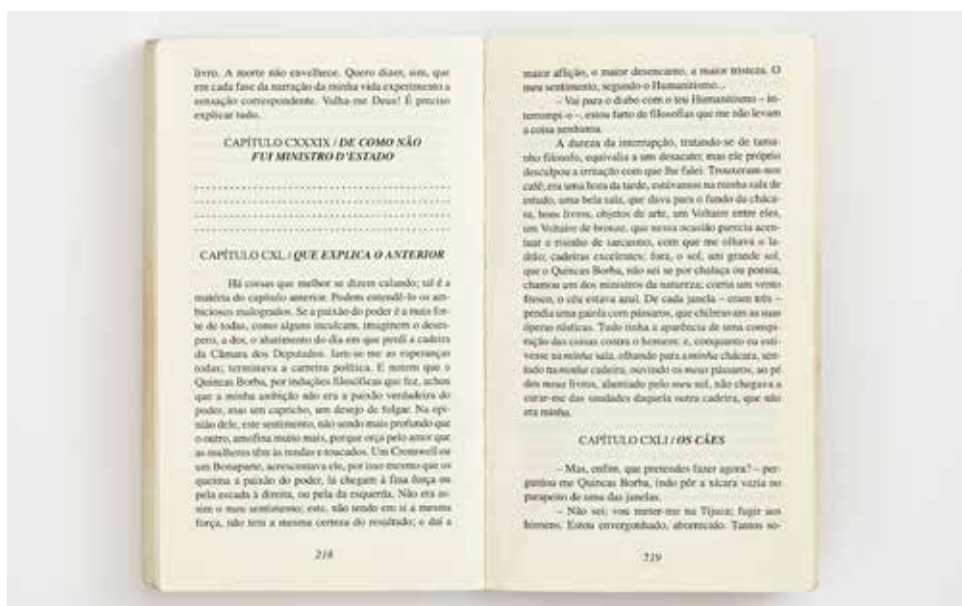 livro. A morte não envelhece. Quero dizer, sim, que
em cada fase da narração da minha vida experimento a
sensação correspondente. Valha-me Deus! É preciso
explicar tudo.
CAPÍTULO CXXXIX / DE COMO NÃO
FUI MINISTRO D'ESTADO
. . . . . . . . . . . . . . . . . . . . . . . . . . . . . . . . . . . . . . . . . .
. . . . . . . . . . . . . . . . . . . . . . . . . . . . . . . . . . . . . . . . . .
. . . . . . . . . . . . . . . . . . . . . . . . . . . . . . . . . . . . . . . . . .
. . . . . . . . . . . . . . . . . . . . . . . . . . . . . . . . . . . . . . . . . .
CAPÍTULO CXL / QUE EXPLICA O ANTERIOR
Há coisas que melhor se dizem calando; tal é a
matéria do capítulo anterior. Podem entendê-lo os am-
biciosos malogrados. Se a paixão do poder é a mais for-
te de todas, como alguns inculcam, imaginem o deses-
pero, a dor, o abatimento do dia em que perdi a cadeira
da Câmara dos Deputados. Iam-se-me as esperanças
todas; terminava a carreira política. E notem que o
Quincas Borba, por induções filosóficas que fez, achou
que a minha ambição não era a paixão verdadeira do
poder, mas um capricho, um desejo de folgar. Na opi-
nião dele, este sentimento, não sendo mais profundo que
o outro, amofina muito mais, porque orça pelo amor que
as mulheres têm às rendas e toucados. Um Cromwell ou
um Bonaparte, acrescentava ele, por isso mesmo que os
queima a paixão do poder, lá chegam à fina força ou
pela escada à direita, ou pela da esquerda. Não era as-
sim o meu sentimento; este, não tendo em si a mesma
força, não tem a mesma certeza do resultado; e daí a
218
maior aflição, o maior desencanto, a maior tristeza. O
meu sentimento, segundo o Humanitismo...
– Vai para o diabo com o teu Humanitismo – in-
terrompi-o –, estou farto de filosofias que me não levam
a coisa nenhuma.
A dureza da interrupção, tratando-se de tama-
nho filósofo, equivalia a um desacato; mas ele próprio
desculpou a irritação com que lhe falei. Trouxeram-nos
café; era uma hora da tarde, estávamos na minha sala de
estudo, uma bela sala, que dava para o fundo da cháca-
ra, bons livros, objetos de arte, um Voltaire entre eles,
um Voltaire de bronze, que nessa ocasião parecia acen-
tuar o risinho de sarcasmo, com que me olhava o la-
drão; cadeiras excelentes; fora, o sol, um grande sol,
que o Quincas Borba, não sei se por chalaça ou poesia,
chamou um dos ministros da natureza; corria um vento
fresco, o céu estava azul. De cada janela – eram três –
pendia uma gaiola com pássaros, que chilreavam as suas
óperas rústicas. Tudo tinha a aparência de uma conspi-
ração das coisas contra o homem: e, conquanto eu esti-
vesse na minha sala, olhando para a minha chácara, sen-
tado na minha cadeira, ouvindo os meus pássaros, ao pé
dos meus livros, alumiado pelo meu sol, não chegava a
curar-me das saudades daquela outra cadeira, que não
era minha.
CAPÍTULO CXLI / OS CÃES
– Mas, enfim, que pretendes fazer agora? – per-
guntou-me Quincas Borba, indo pôr a xícara vazia no
parapeito de uma das janelas.
– Não sei; vou meter-me na Tijuca; fugir aos
homens. Estou envergonhado, aborrecido. Tantos so-
219